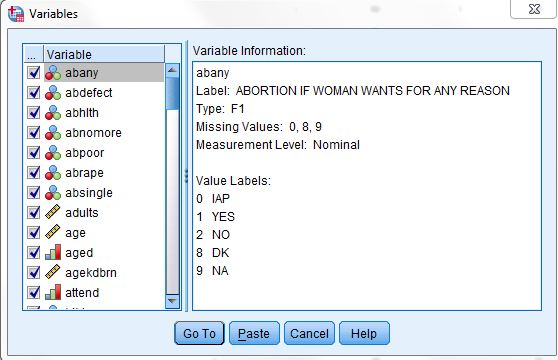 Variables
... Variable
abany
abdefect
abhlth
abnomore
abpoor
abrape
absingle
adults
age
aged
agekdbrn
attend
Variable Information:
abany
Label: ABORTION IF WOMAN WANTS FOR ANY REASON
Type: F1
Missing Values: 0, 8, 9
Measurement Level: Nominal
Value Labels:
0 IAP
1 YES
2 NO
8 DK
9 NA
Go To Paste Cancel Help